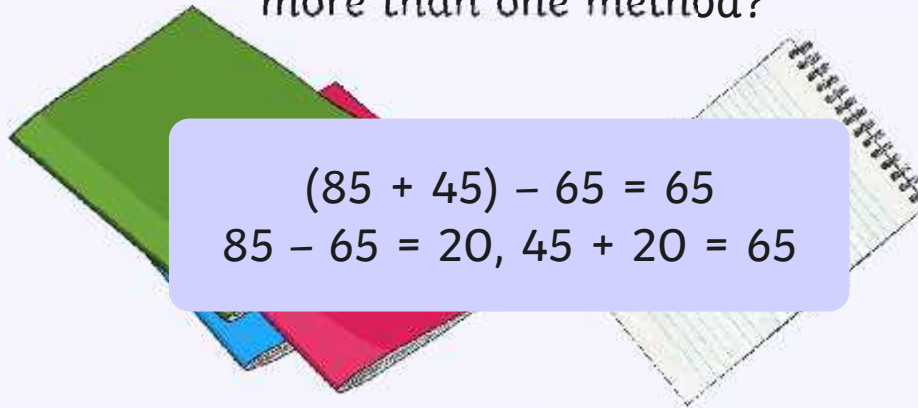 more than one method?
(85 + 45) – 65 = 65
85 – 65 = 20, 45 + 20 = 65